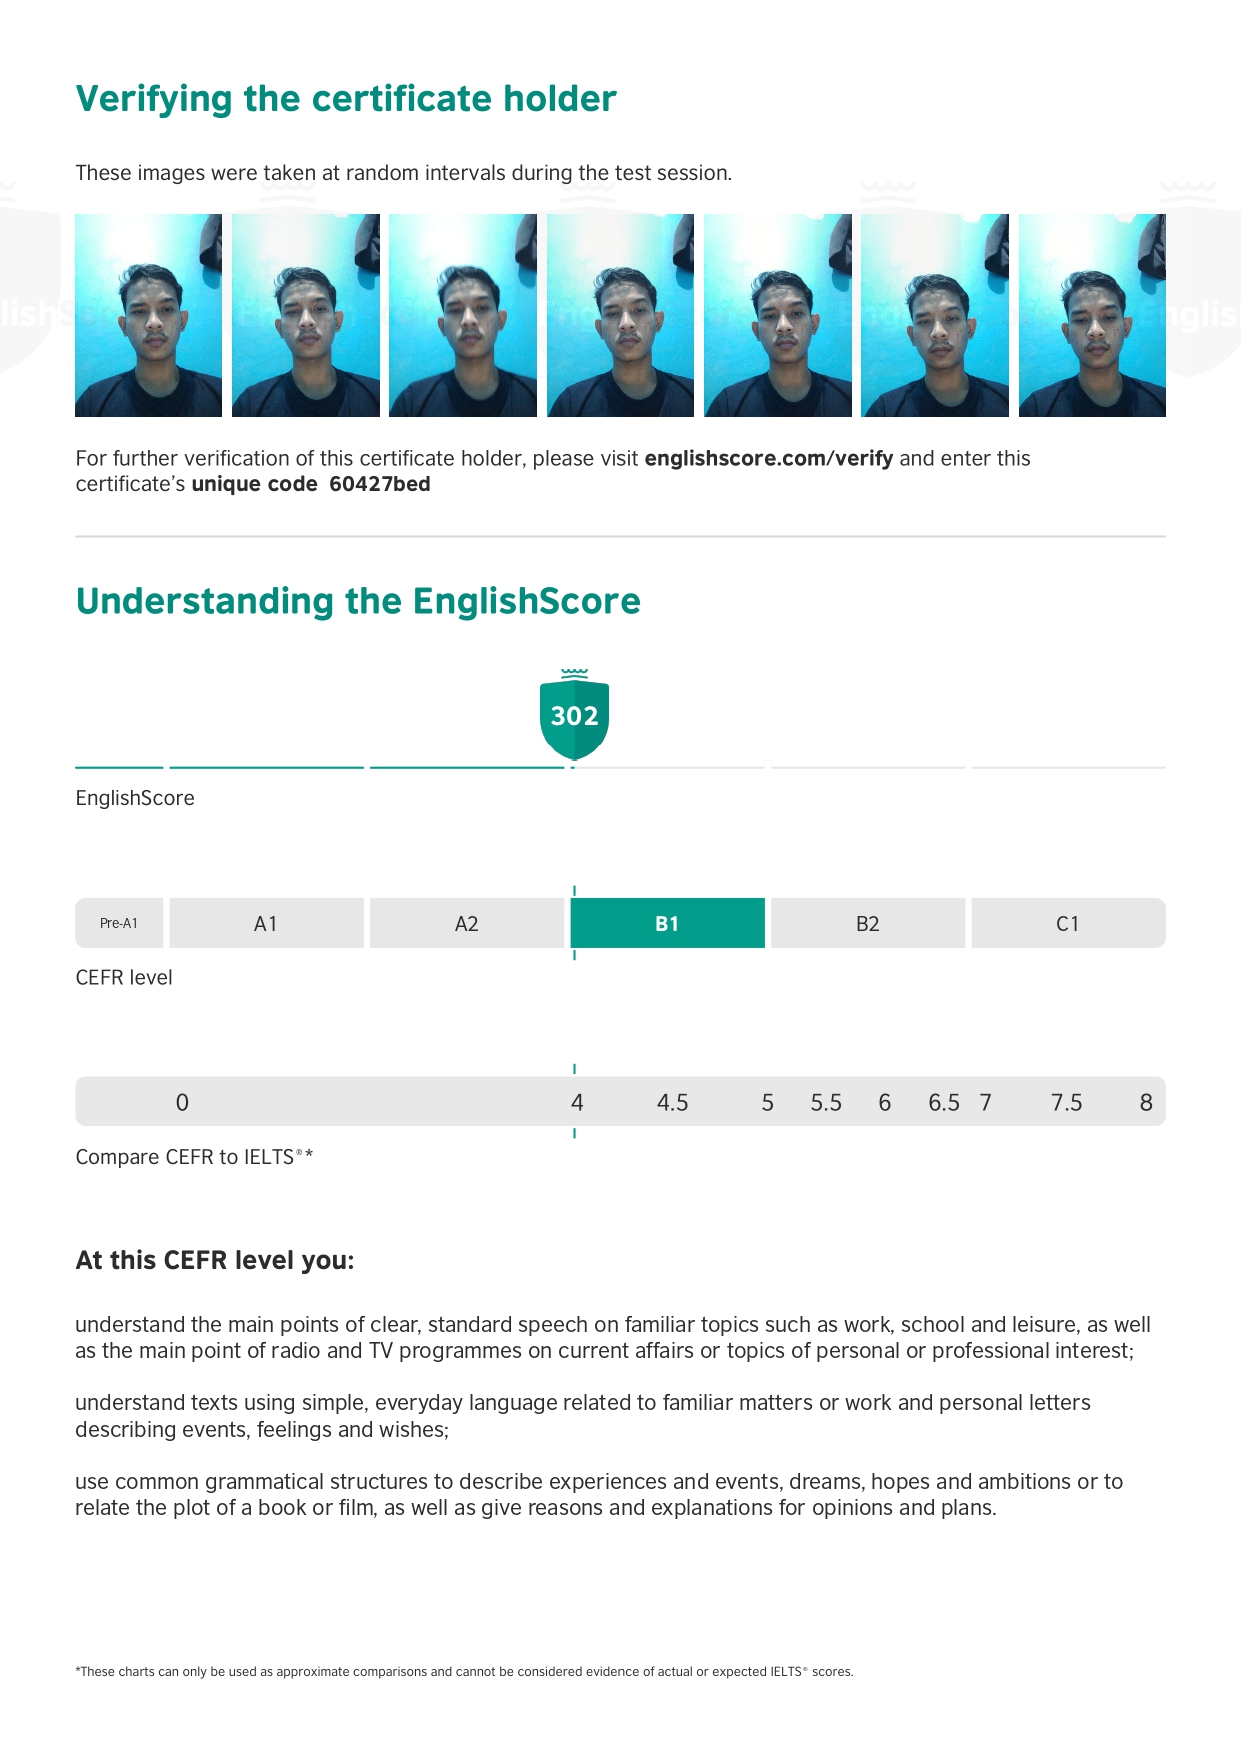 Verifying the certificate holder
These images were taken at random intervals during the test session.
For further verification of this certificate holder, please visit englishscore.com/verify and enter this
certificate's unique code 60427bed
Understanding the EnglishScore
302
EnglishScore
Pre-A1 A1 A2 B1 B2 C1
CEFR level
0 4 4.5 5 5.5 6 6.5 7 7.5 8
Compare CEFR to IELTS®*
At this CEFR level you:
understand the main points of clear, standard speech on familiar topics such as work, school and leisure, as well
as the main point of radio and TV programmes on current affairs or topics of personal or professional interest;
understand texts using simple, everyday language related to familiar matters or work and personal letters
describing events, feelings and wishes;
use common grammatical structures to describe experiences and events, dreams, hopes and ambitions or to
relate the plot of a book or film, as well as give reasons and explanations for opinions and plans.
*These charts can only be used as approximate comparisons and cannot be considered evidence of actual or expected IELTS® scores.